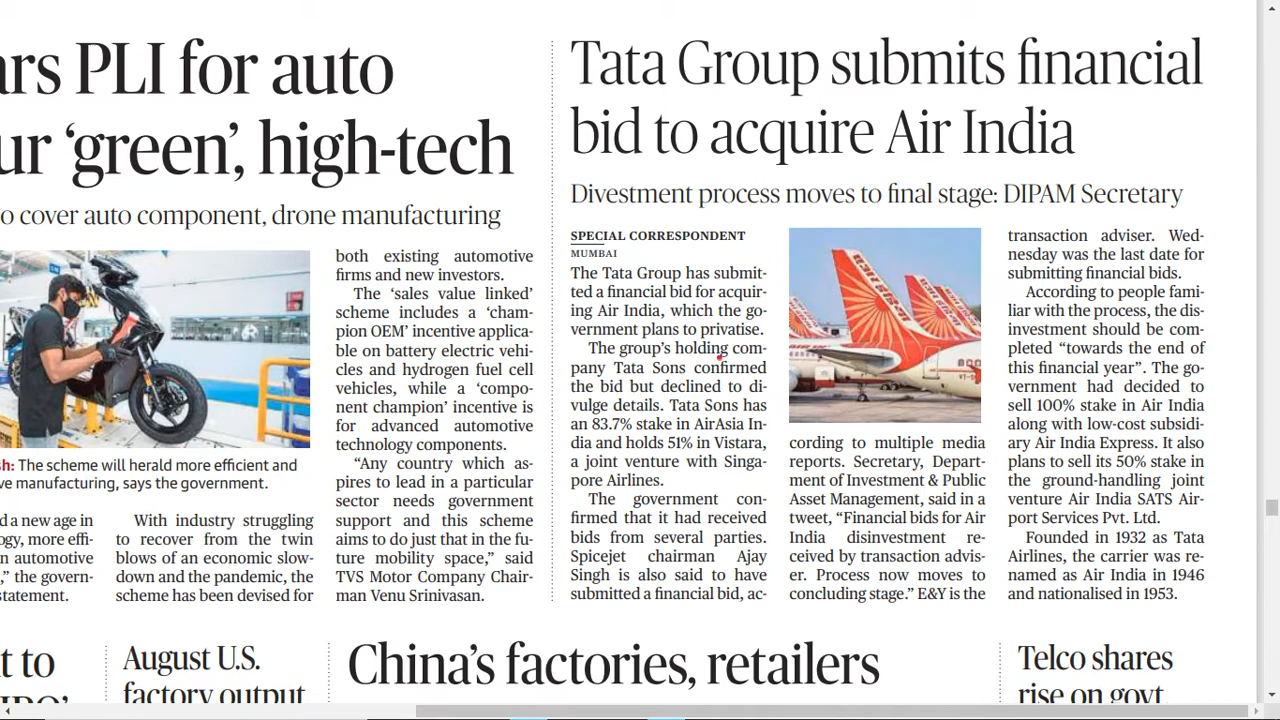 ars PLI for auto
ur ‘green’, high-tech
o cover auto component, drone manufacturing
sh: The scheme will herald more efficient and
ve manufacturing, says the government.
d a new age in
ogy, more effi-
n automotive
,” the govern-
statement.
With industry struggling
to recover from the twin
blows of an economic slow-
down and the pandemic, the
scheme has been devised for
both existing automotive
firms and new investors.
The ‘sales value linked’
scheme includes a ‘cham-
pion OEM’ incentive applica-
ble on battery electric vehi-
cles and hydrogen fuel cell
vehicles, while a ‘compo-
nent champion’ incentive is
for advanced automotive
technology components.
“Any country which as-
pires to lead in a particular
sector needs government
support and this scheme
aims to do just that in the fu-
ture mobility space,” said
TVS Motor Company Chair-
man Venu Srinivasan.
Tata Group submits financial
bid to acquire Air India
Divestment process moves to final stage: DIPAM Secretary
SPECIAL CORRESPONDENT
MUMBAI
The Tata Group has submit-
ted a financial bid for acquir-
ing Air India, which the go-
vernment plans to privatise.
The group’s holding com-
pany Tata Sons confirmed
the bid but declined to di-
vulge details. Tata Sons has
an 83.7% stake in AirAsia In-
dia and holds 51% in Vistara,
a joint venture with Singa-
pore Airlines.
The government con-
firmed that it had received
bids from several parties.
Spicejet chairman Ajay
Singh is also said to have
submitted a financial bid, ac-
cording to multiple media
reports. Secretary, Depart-
ment of Investment & Public
Asset Management, said in a
tweet, “Financial bids for Air
India disinvestment re-
ceived by transaction advis-
er. Process now moves to
concluding stage.” E&Y is the
transaction adviser. Wed-
nesday was the last date for
submitting financial bids.
According to people fami-
liar with the process, the dis-
investment should be com-
pleted “towards the end of
this financial year”. The go-
vernment had decided to
sell 100% stake in Air India
along with low-cost subsidi-
ary Air India Express. It also
plans to sell its 50% stake in
the ground-handling joint
venture Air India SATS Air-
port Services Pvt. Ltd.
Founded in 1932 as Tata
Airlines, the carrier was re-
named as Air India in 1946
and nationalised in 1953.
t to
August U.S.
factory output
China’s factories, retailers
Telco shares
rise on govt.